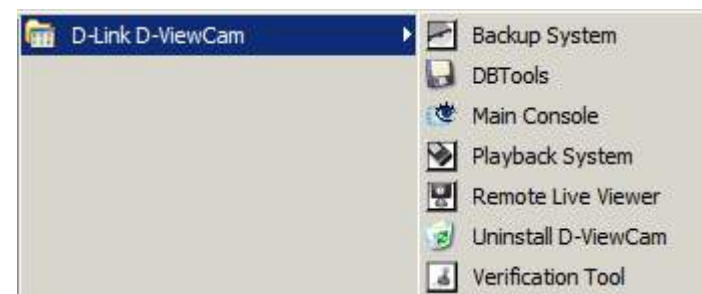 D-Link D-ViewCam
Backup System
DBTools
Main Console
Playback System
Remote Live Viewer
Uninstall D-ViewCam
Verification Tool